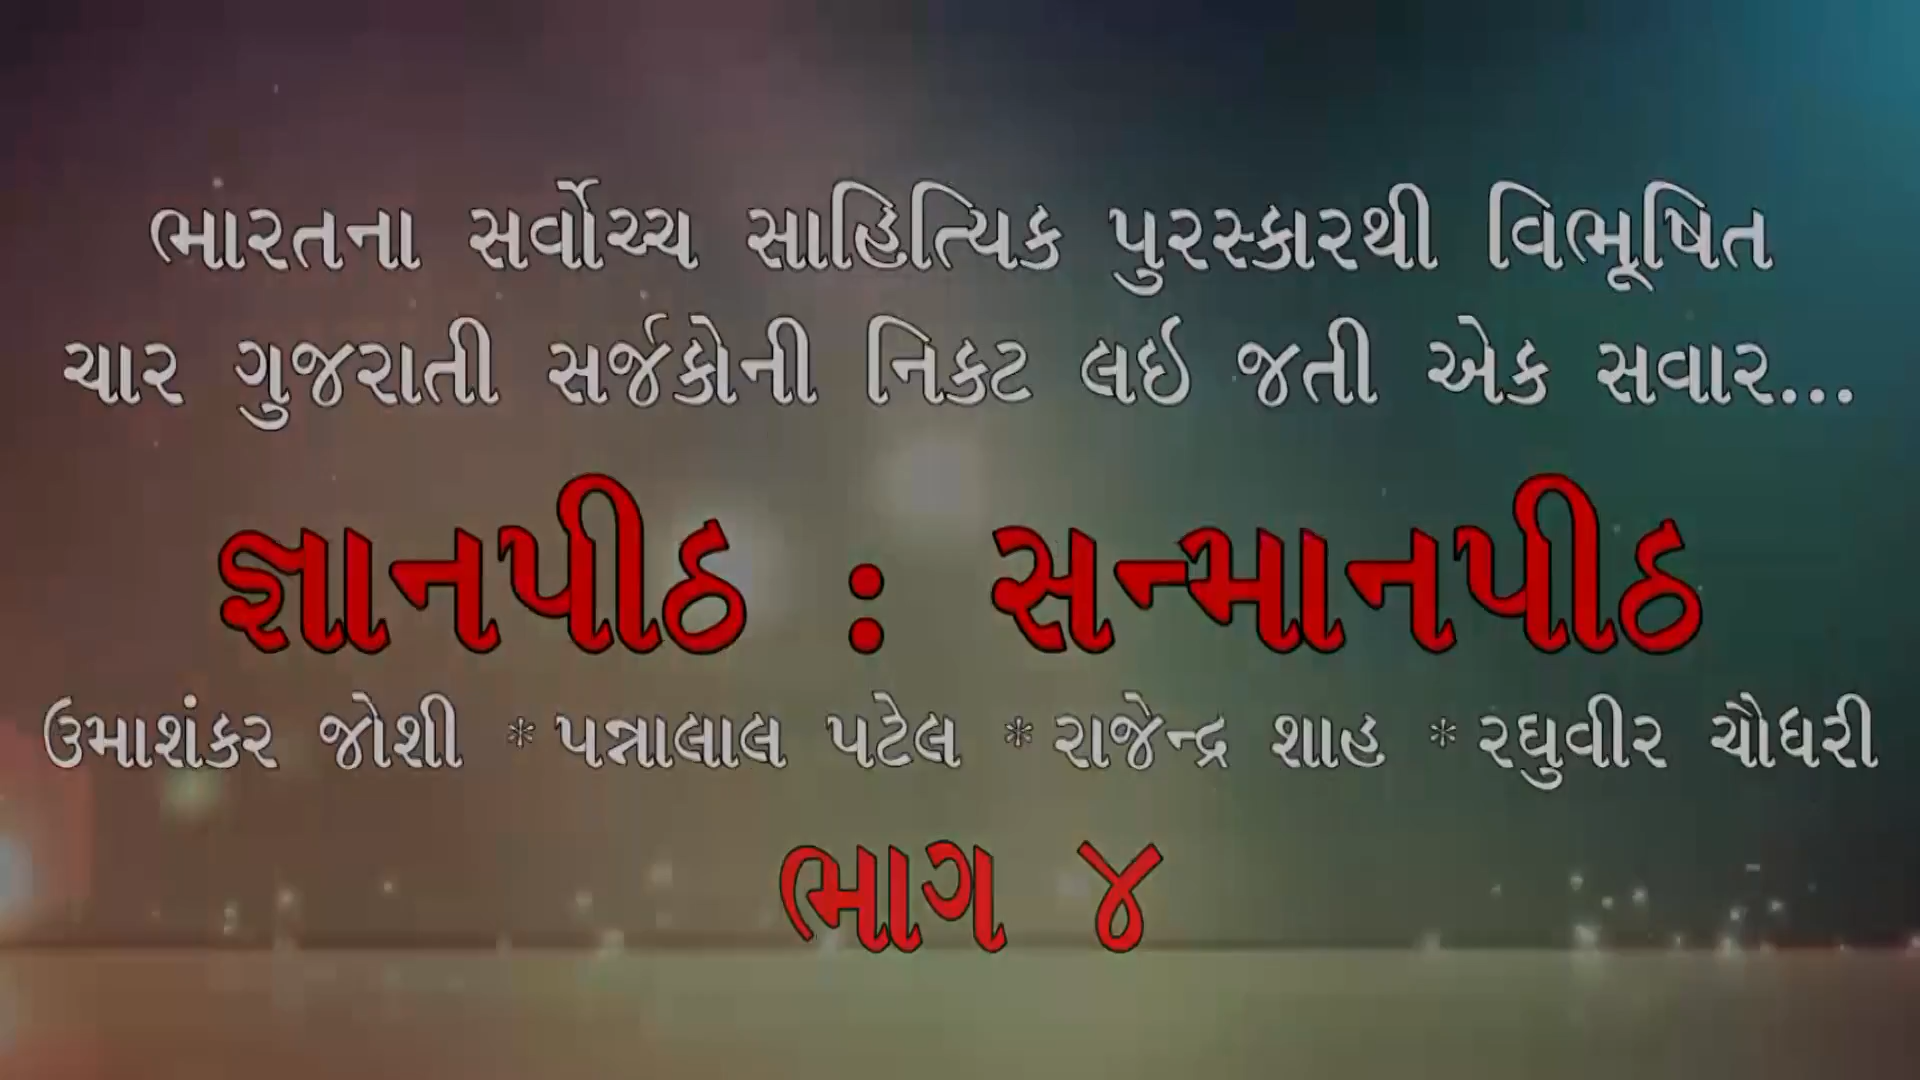 ભારતના સર્વોચ્ચ સાહિત્યિક પુરસ્કારથી વિભૂષિત
ચાર ગુજરાતી સર્જકોની નિકટ લઇ જતી એક સવાર...
જ્ઞાનપીઠ : સન્માનપીઠ
ઉમાશંકર જોશી * પન્નાલાલ પટેલ * રાજેન્દ્ર શાહ * રઘુવીર ચૌધરી
ભાગ ૪